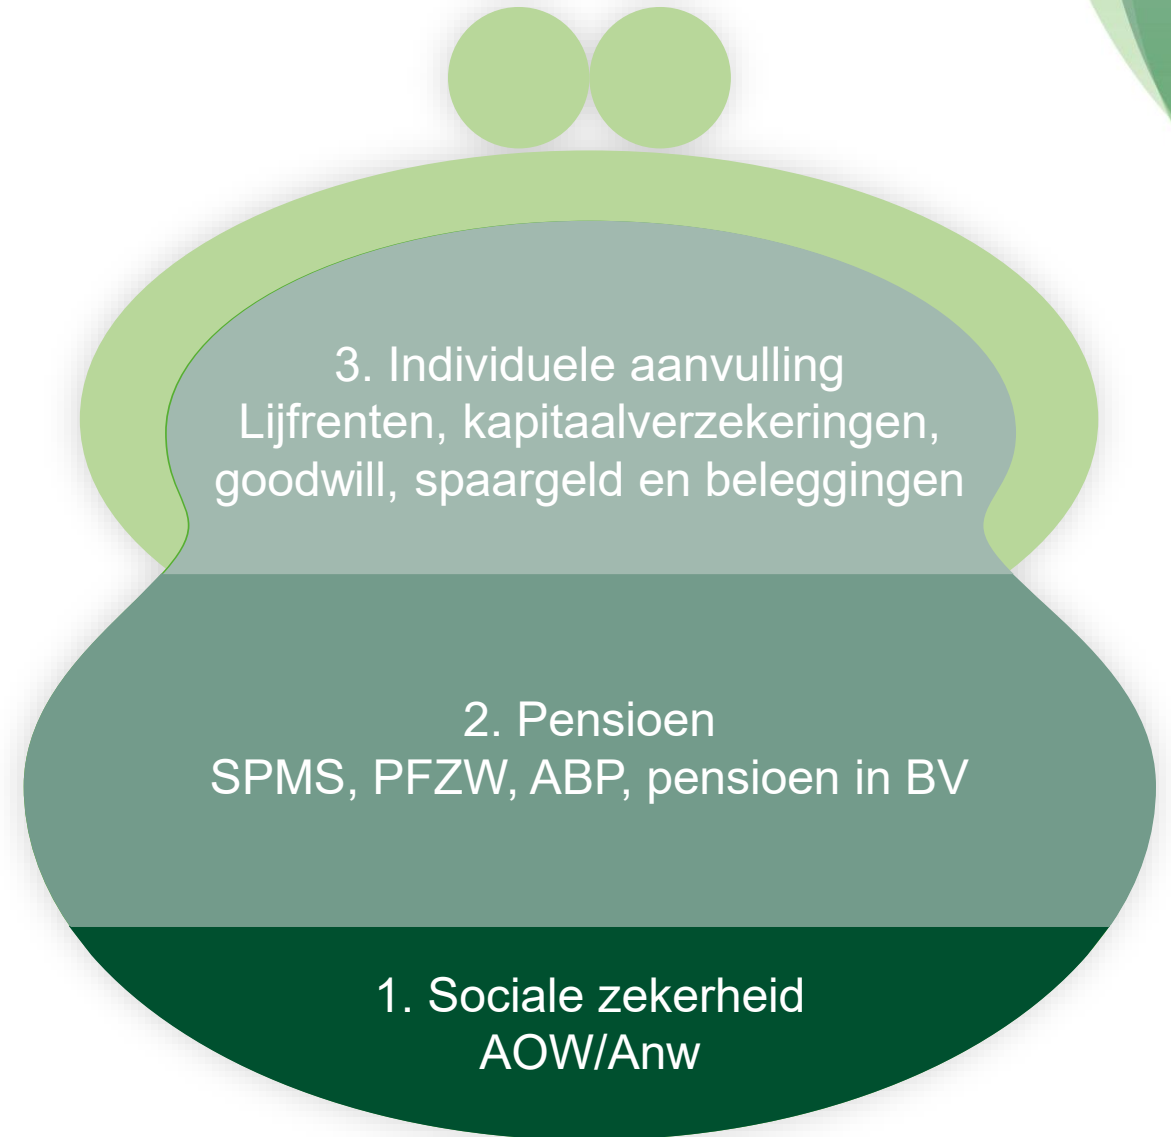 3. Individuele aanvulling
Lijfrenten, kapitaalverzekeringen,
goodwill, spaargeld en beleggingen
2. Pensioen
SPMS, PFZW, ABP, pensioen in BV
1. Sociale zekerheid
AOW/Anw